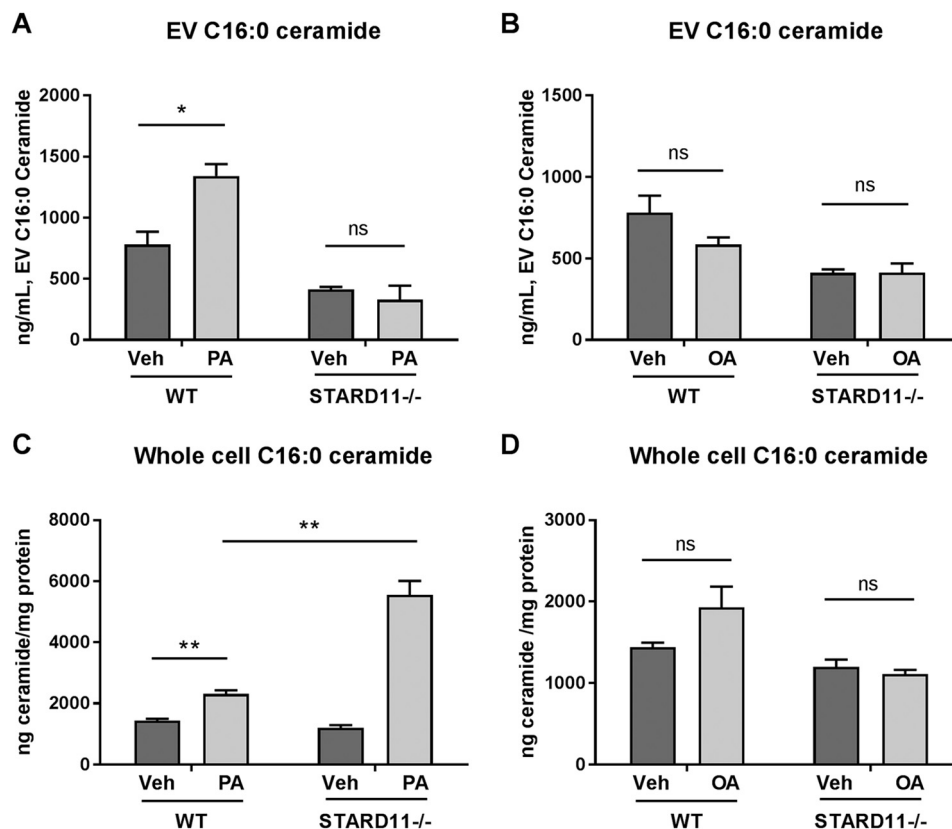 A
EV C16:0 ceramide
ng/mL, EV C16:0 Ceramide
2000
1500
1000
500
0
*
ns
Veh PA Veh PA
WT STARD11-/-
B
EV C16:0 ceramide
ng/mL, EV C16:0 Ceramide
1500
1000
500
0
ns
ns
Veh OA Veh OA
WT STARD11-/-
C
Whole cell C16:0 ceramide
ng ceramide/mg protein
8000
6000
4000
2000
0
**
**
Veh PA Veh PA
WT STARD11-/-
D
Whole cell C16:0 ceramide
ng ceramide /mg protein
3000
2000
1000
0
ns
ns
Veh OA Veh OA
WT STARD11-/-